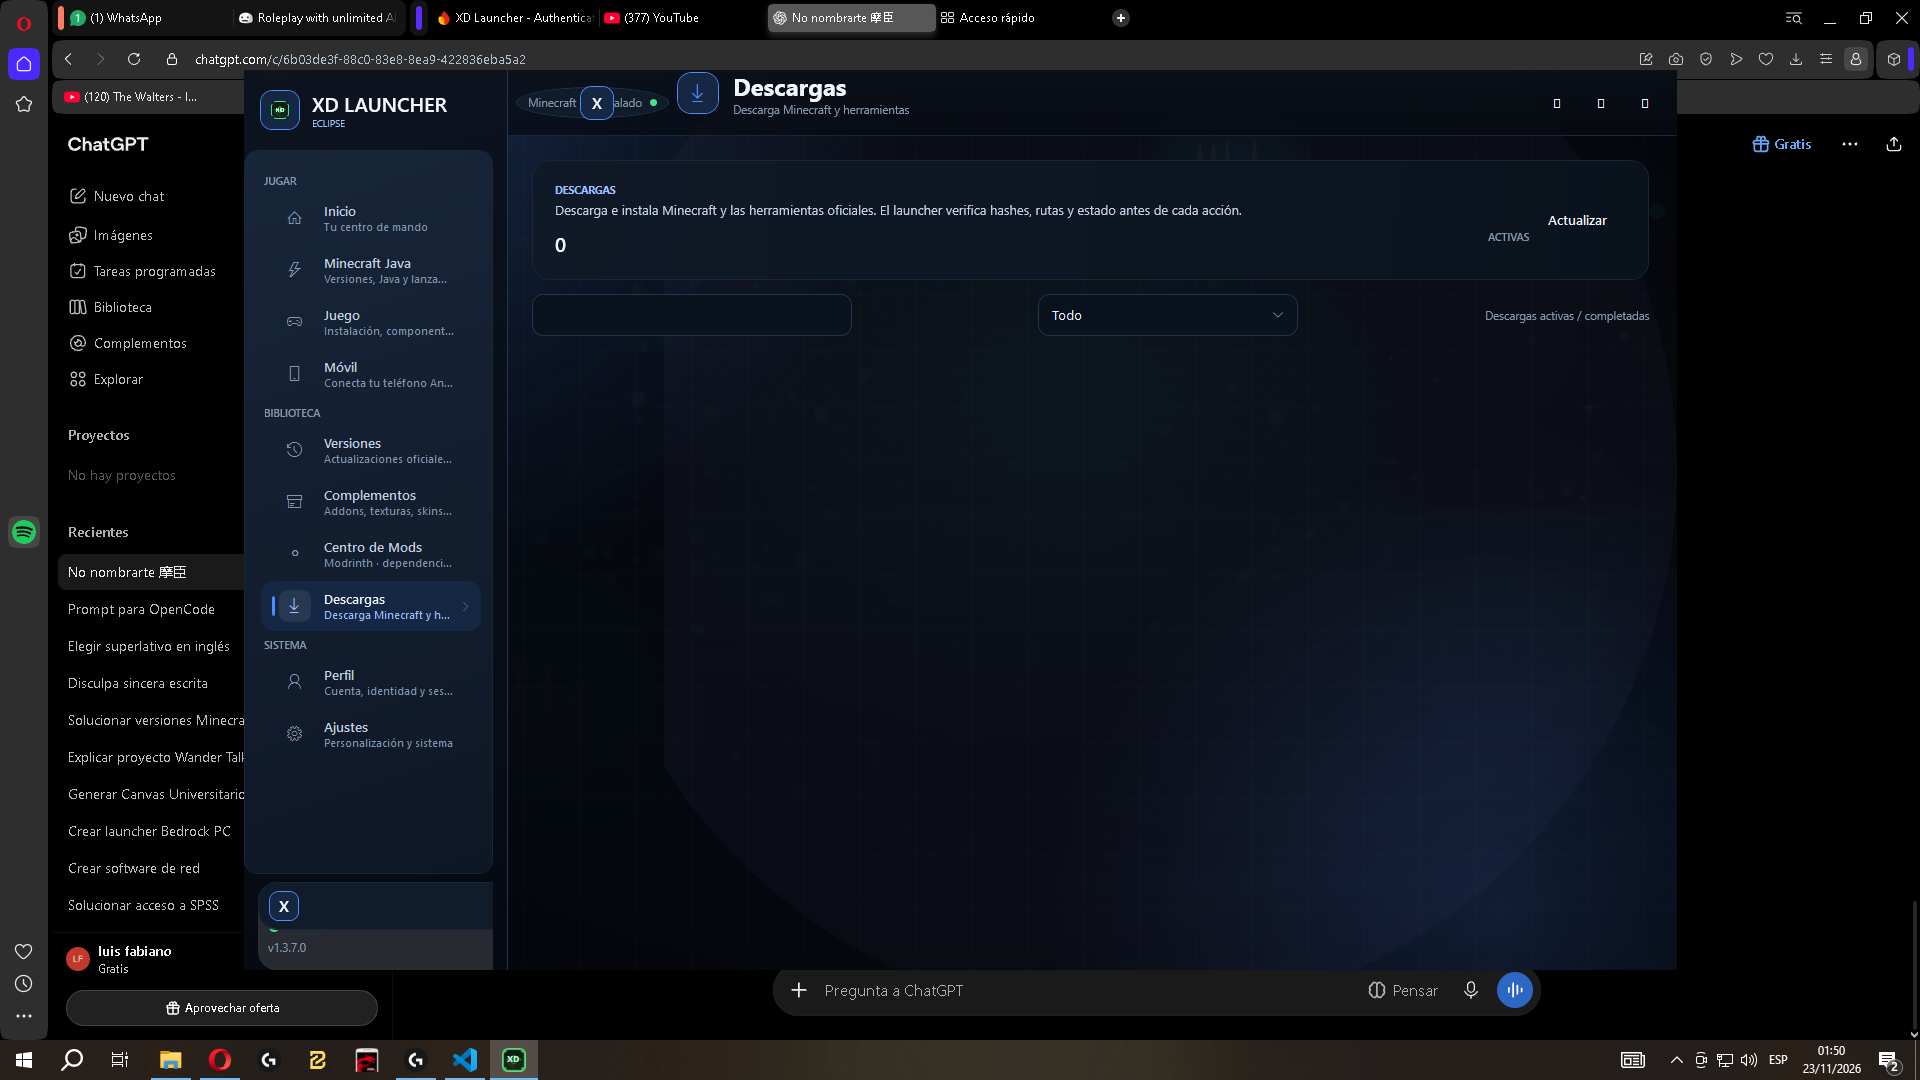 (1) WhatsApp
Roleplay with unlimited AI
XD Launcher - Authenticat
(377) YouTube
No nombrarte 摩臣
Acceso rápido
chatgpt.com/c/6b03de3f-88c0-83e8-8ea9-422836eba5a2
(120) The Walters - I...
ChatGPT
Nuevo chat
Imágenes
Tareas programadas
Biblioteca
Complementos
Explorar
Proyectos
No hay proyectos
Recientes
No nombrarte 摩臣
Prompt para OpenCode
Elegir superlativo en inglés
Disculpa sincera escrita
Solucionar versiones Minecra
Explicar proyecto Wander Talk
Generar Canvas Universitario
Crear launcher Bedrock PC
Crear software de red
Solucionar acceso a SPSS
LF
luis fabiano
Gratis
Aprovechar oferta
XD
XD LAUNCHER
ECLIPSE
JUGAR
Inicio
Tu centro de mando
Minecraft Java
Versiones, Java y lanza...
Juego
Instalación, component...
Móvil
Conecta tu teléfono An...
BIBLIOTECA
Versiones
Actualizaciones oficiale...
Complementos
Addons, texturas, skins...
Centro de Mods
Modrinth · dependenci...
Descargas
Descarga Minecraft y h...
SISTEMA
Perfil
Cuenta, identidad y ses...
Ajustes
Personalización y sistema
X
v1.3.7.0
Minecraft
X
alado
Descargas
Descarga Minecraft y herramientas
DESCARGAS
Descarga e instala Minecraft y las herramientas oficiales. El launcher verifica hashes, rutas y estado antes de cada acción.
0
ACTIVAS
Actualizar
Todo
Descargas activas / completadas
Gratis
Pregunta a ChatGPT
Pensar
XD
ESP
01:50
23/11/2026
2